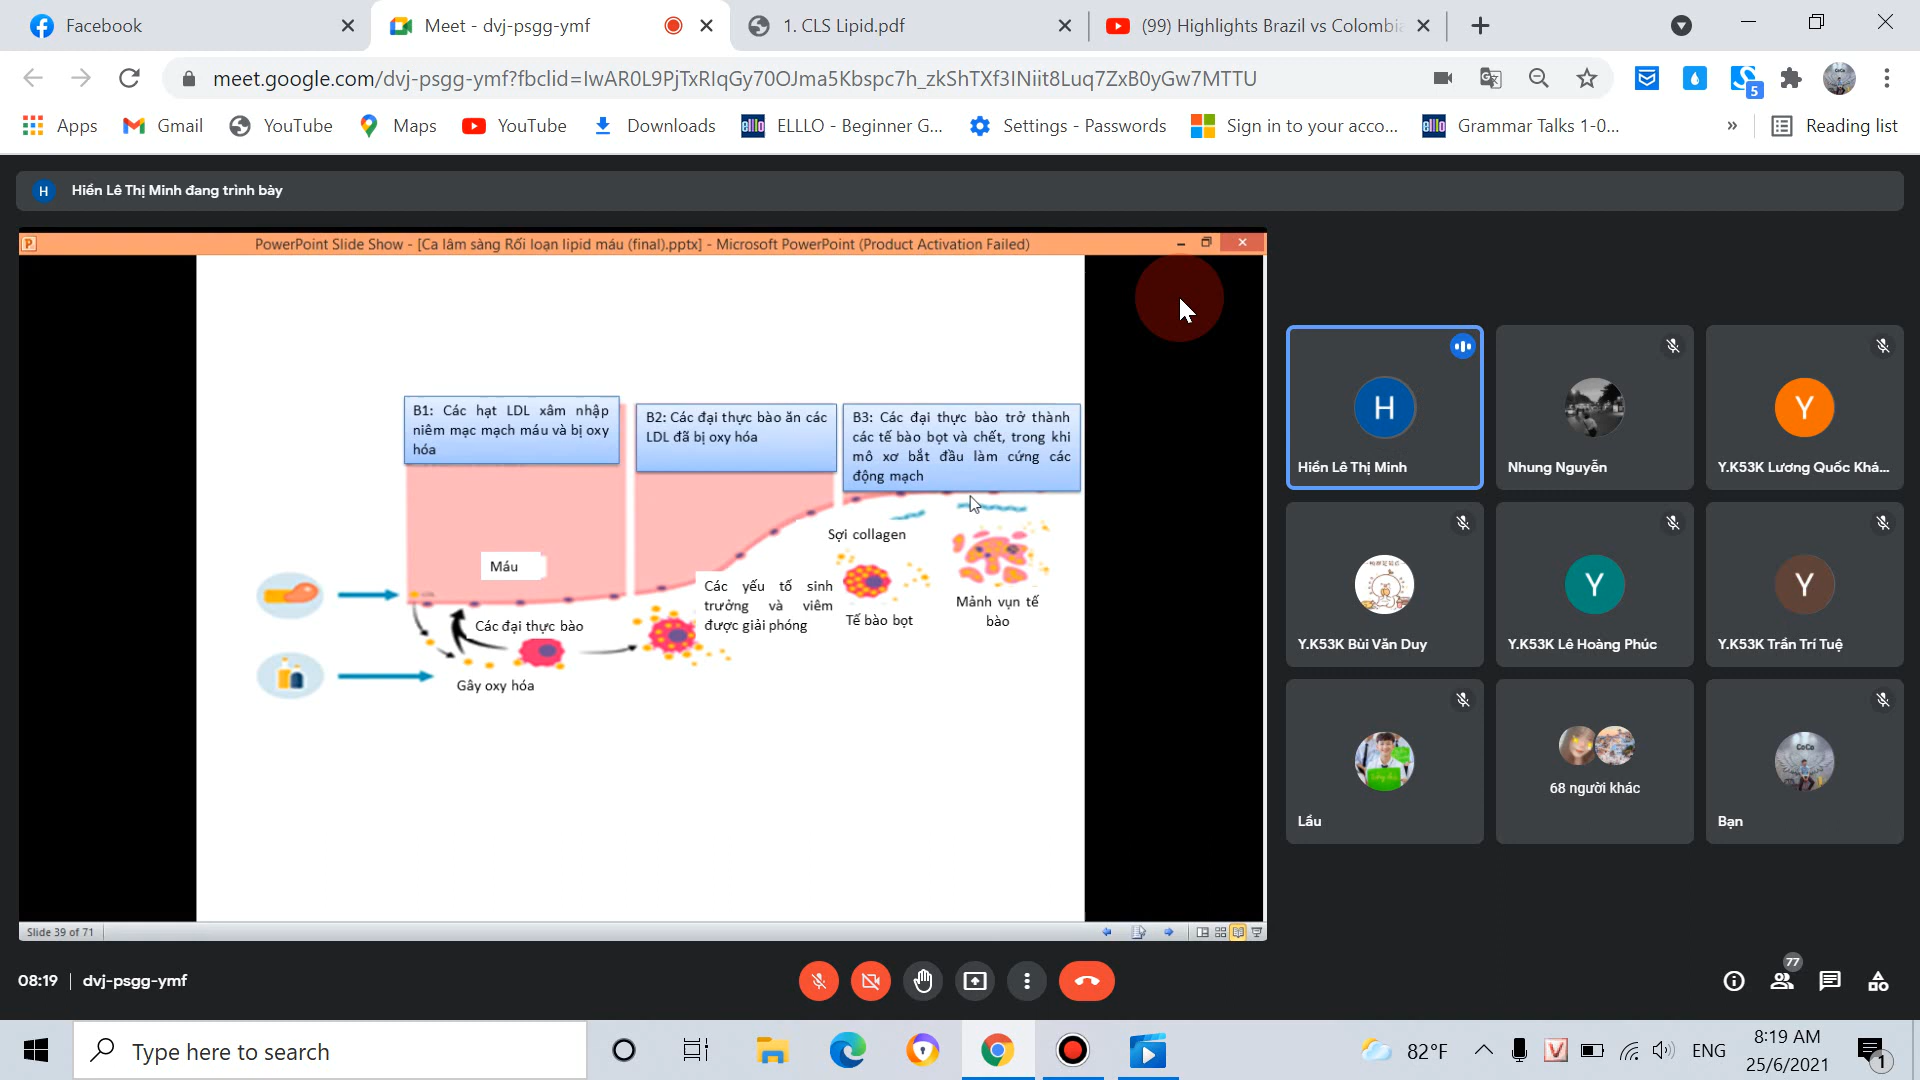 Facebook
Meet - dvj-psgg-ymf
1. CLS Lipid.pdf
(99) Highlights Brazil vs Colombia
meet.google.com/dvj-psgg-ymf?fbclid=IwAR0L9PjTxRIqGy70OJma5Kbspc7h_zkShTXf3INiit8Luq7ZxB0yGw7MTTU
5
Apps
Gmail
YouTube
Maps
YouTube
Downloads
ELLLO - Beginner G...
Settings - Passwords
Sign in to your acco...
Grammar Talks 1-0...
»
Reading list
H
Hiền Lê Thị Minh đang trình bày
PowerPoint Slide Show - [Ca lâm sàng Rối loạn lipid máu (final).pptx] - Microsoft PowerPoint (Product Activation Failed)
B1: Các hạt LDL xâm nhập
niêm mạc mạch máu và bị oxy
hóa
B2: Các đại thực bào ăn các
LDL đã bị oxy hóa
B3: Các đại thực bào trở thành
các tế bào bọt và chết, trong khi
mô xơ bắt đầu làm cứng các
động mạch
Máu
Các đại thực bào
Gây oxy hóa
Các yếu tố sinh
trưởng và viêm
được giải phóng
Sợi collagen
Tế bào bọt
Mảnh vụn tế
bào
Slide 39 of 71
H
Hiền Lê Thị Minh
Nhung Nguyễn
Y
Y.K53K Lương Quốc Khá...
Y.K53K Bùi Văn Duy
Y
Y.K53K Lê Hoàng Phúc
Y
Y.K53K Trần Trí Tuệ
Lầu
68 người khác
CoCo
Bạn
08:19 | dvj-psgg-ymf
77
Type here to search
82°F
ENG
8:19 AM
25/6/2021
1